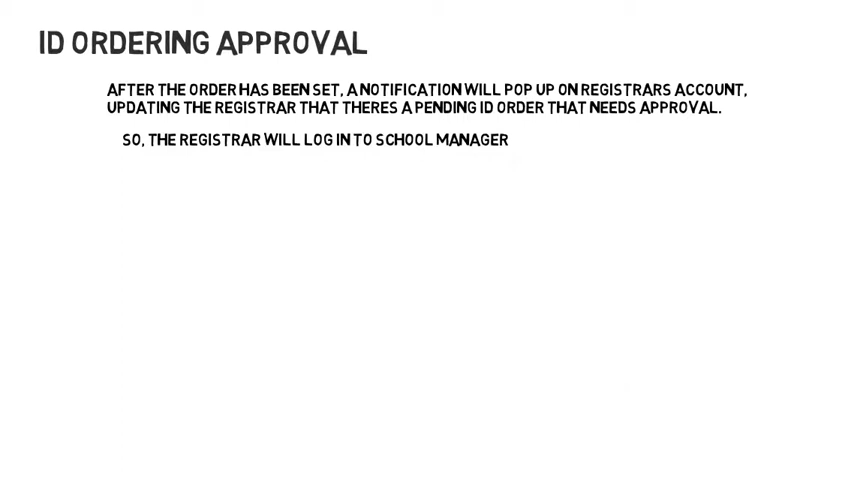 ID ORDERING APPROVAL
AFTER THE ORDER HAS BEEN SET, A NOTIFICATION WILL POP UP ON REGISTRARS ACCOUNT,
UPDATING THE REGISTRAR THAT THERES A PENDING ID ORDER THAT NEEDS APPROVAL.
SO, THE REGISTRAR WILL LOG IN TO SCHOOL MANAGER